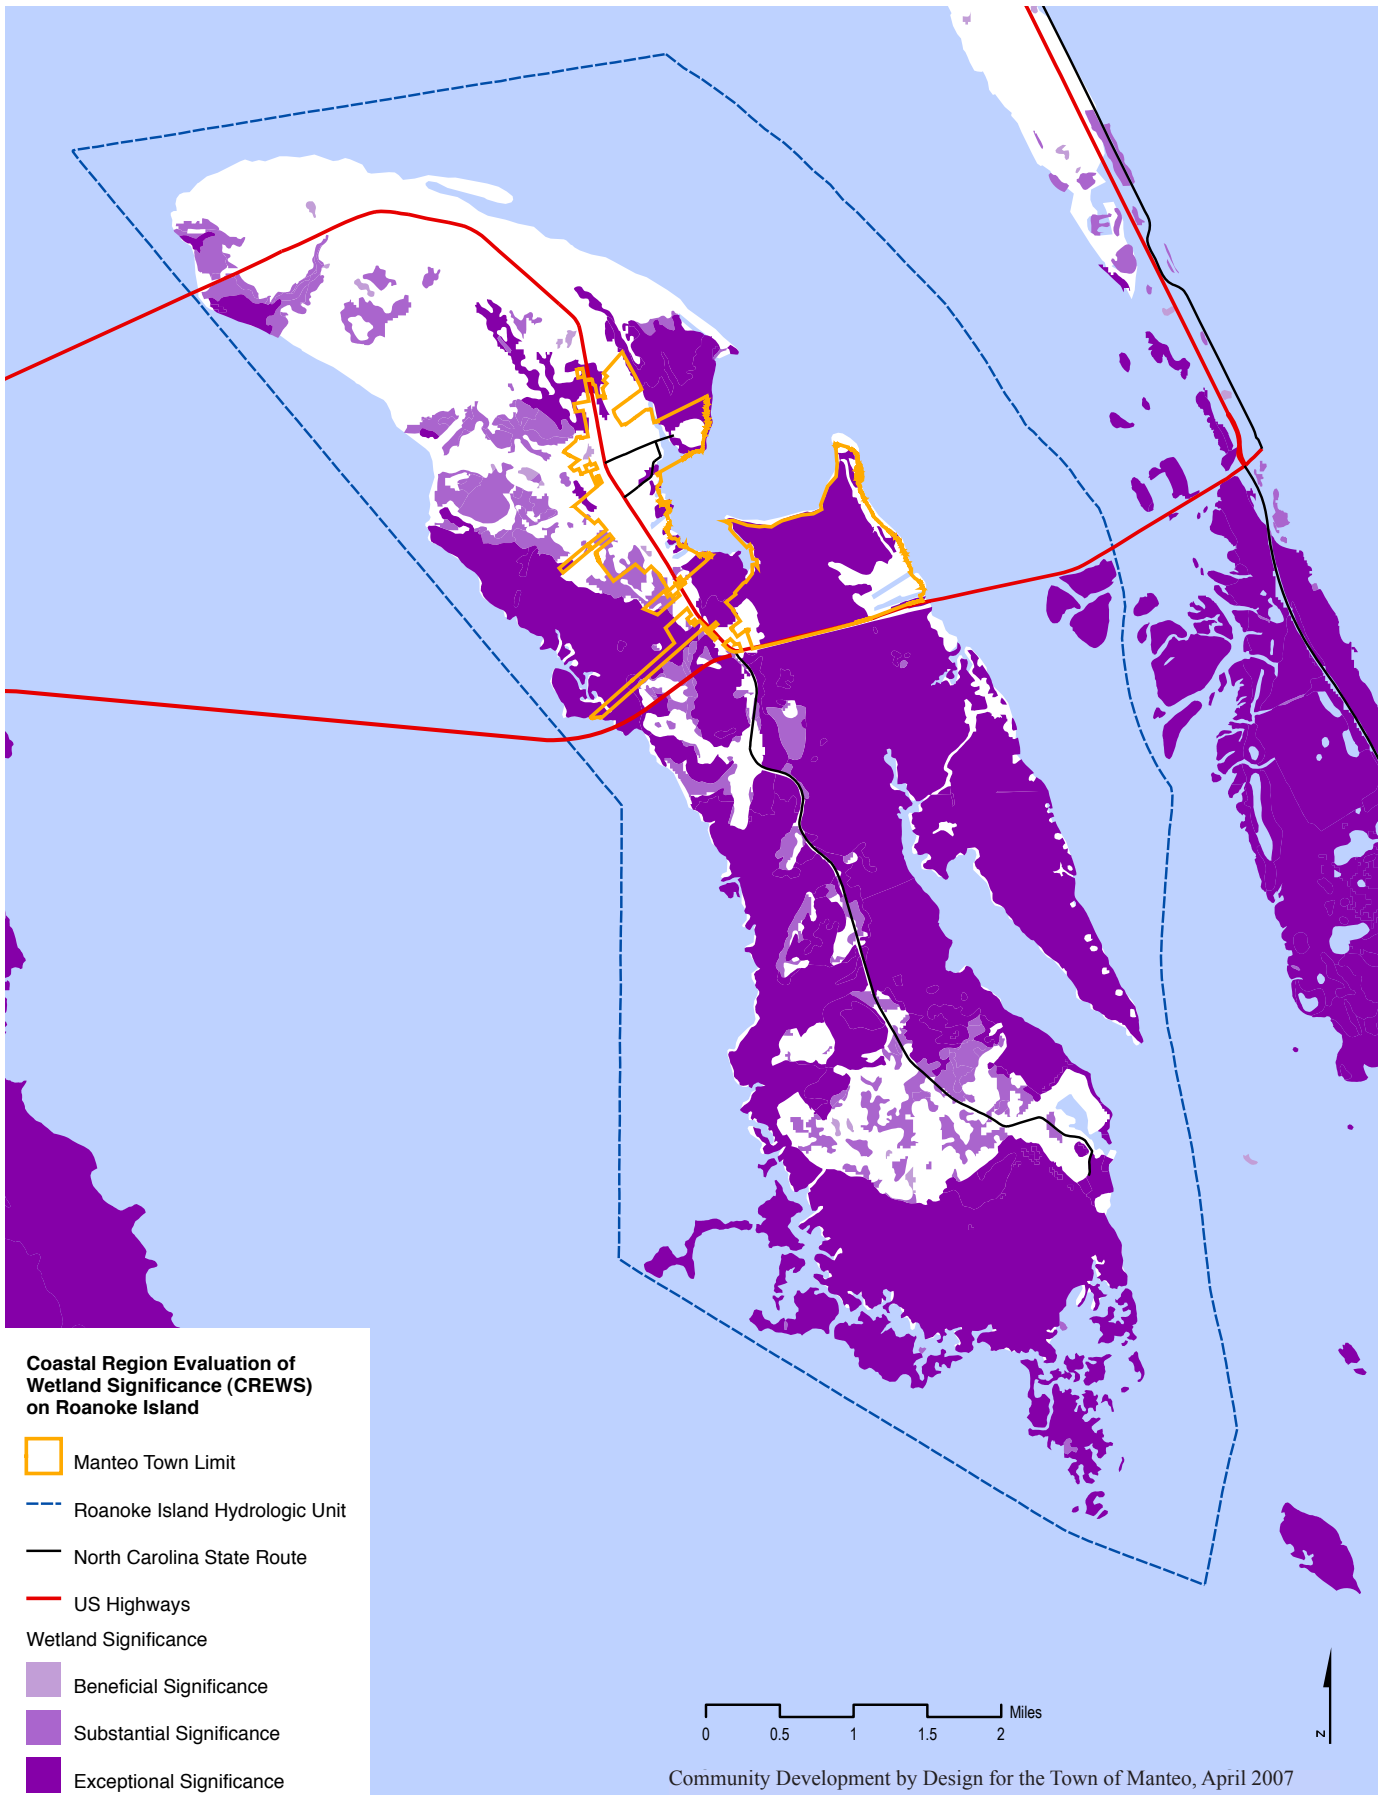 Coastal Region Evaluation of
Wetland Significance (CREWS)
on Roanoke Island
Manteo Town Limit
Roanoke Island Hydrologic Unit
North Carolina State Route
US Highways
Wetland Significance
Beneficial Significance
Substantial Significance
Exceptional Significance
Miles
0 0.5 1 1.5 2
N
Community Development by Design for the Town of Manteo, April 2007